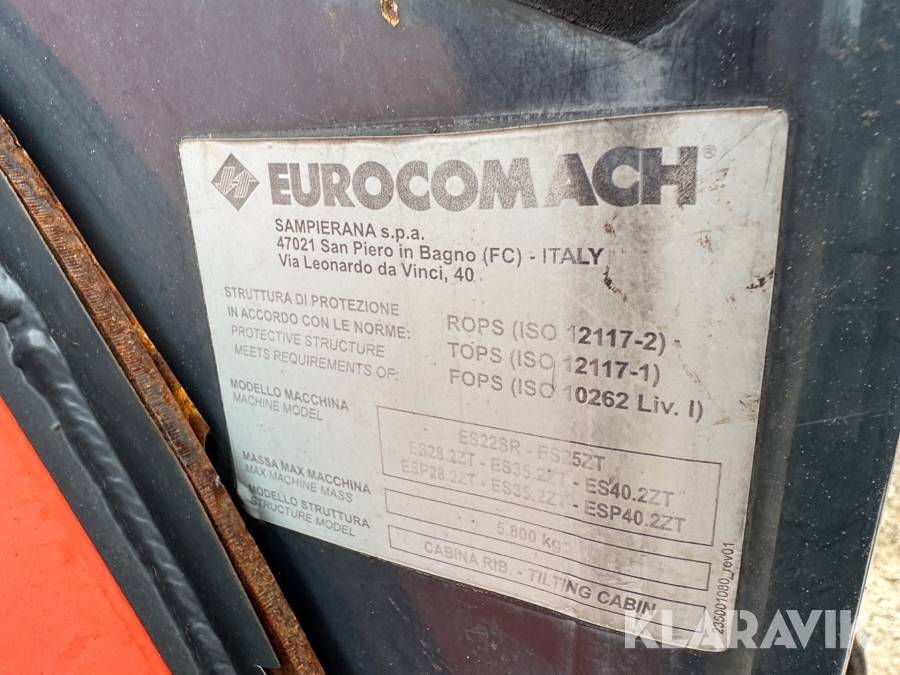 EUROCOMACH®
SAMPIERANA s.p.a.
47021 San Piero in Bagno (FC) - ITALY
Via Leonardo da Vinci, 40
STRUTTURA DI PROTEZIONE
IN ACCORDO CON LE NORME:
PROTECTIVE STRUCTURE
MEETS REQUIREMENTS OF:
ROPS (ISO 12117-2)
TOPS (ISO 12117-1)
FOPS (ISO 10262 Liv. I)
MODELLO MACCHINA
MACHINE MODEL
ES22SR - ES25ZT
ES28.2ZT - ES35.2ZT - ES40.2ZT
ESP28.2ZT - ES35.2ZT - ESP40.2ZT
MASSA MAX MACCHINA
MAX MACHINE MASS
5.800 kg
MODELLO STRUTTURA
STRUCTURE MODEL
CABINA RIB. - TILTING CABIN
235001080_rev01
KLARAVIK